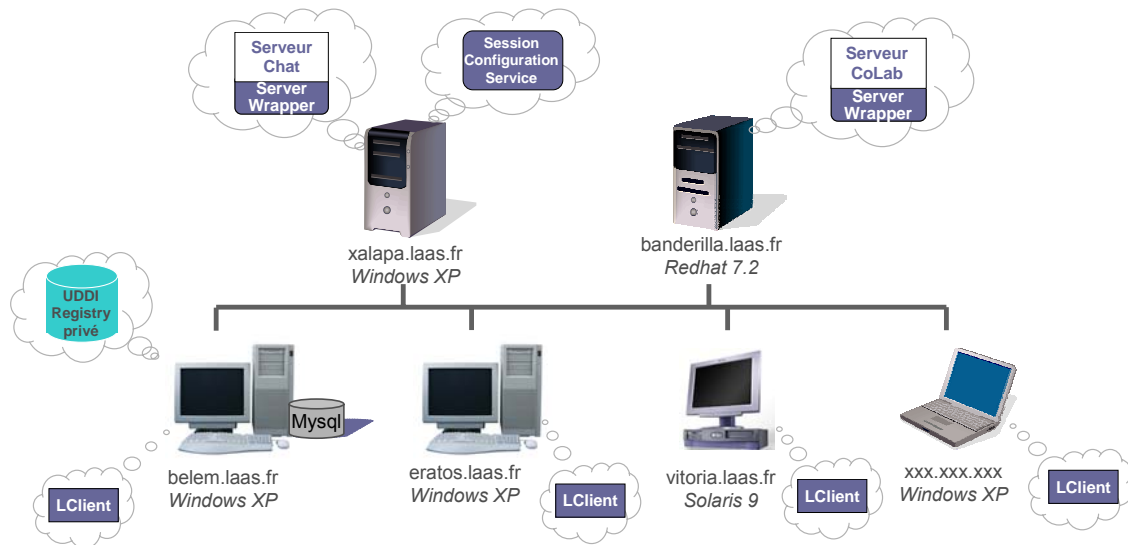 Serveur
Chat
Server
Wrapper
Session
Configuration
Service
Serveur
CoLab
Server
Wrapper
xalapa.laas.fr
Windows XP
banderilla.laas.fr
Redhat 7.2
UDDI
Registry
privé
Mysql
belem.laas.fr
Windows XP
eratos.laas.fr
Windows XP
vitoria.laas.fr
Solaris 9
xxx.xxx.xxx
Windows XP
LClient
LClient
LClient
LClient